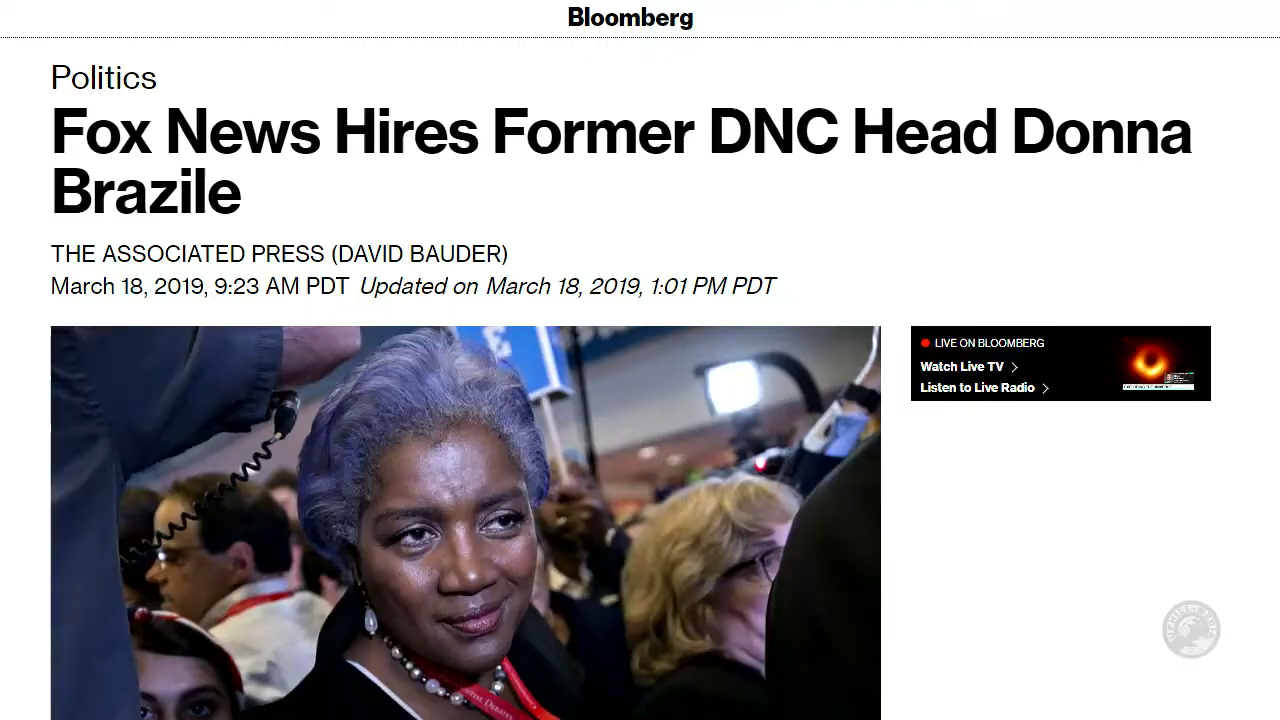 Bloomberg
Politics
Fox News Hires Former DNC Head Donna
Brazile
THE ASSOCIATED PRESS (DAVID BAUDER)
March 18, 2019, 9:23 AM PDT Updated on March 18, 2019, 1:01 PM PDT
LIVE ON BLOOMBERG
Watch Live TV
Listen to Live Radio